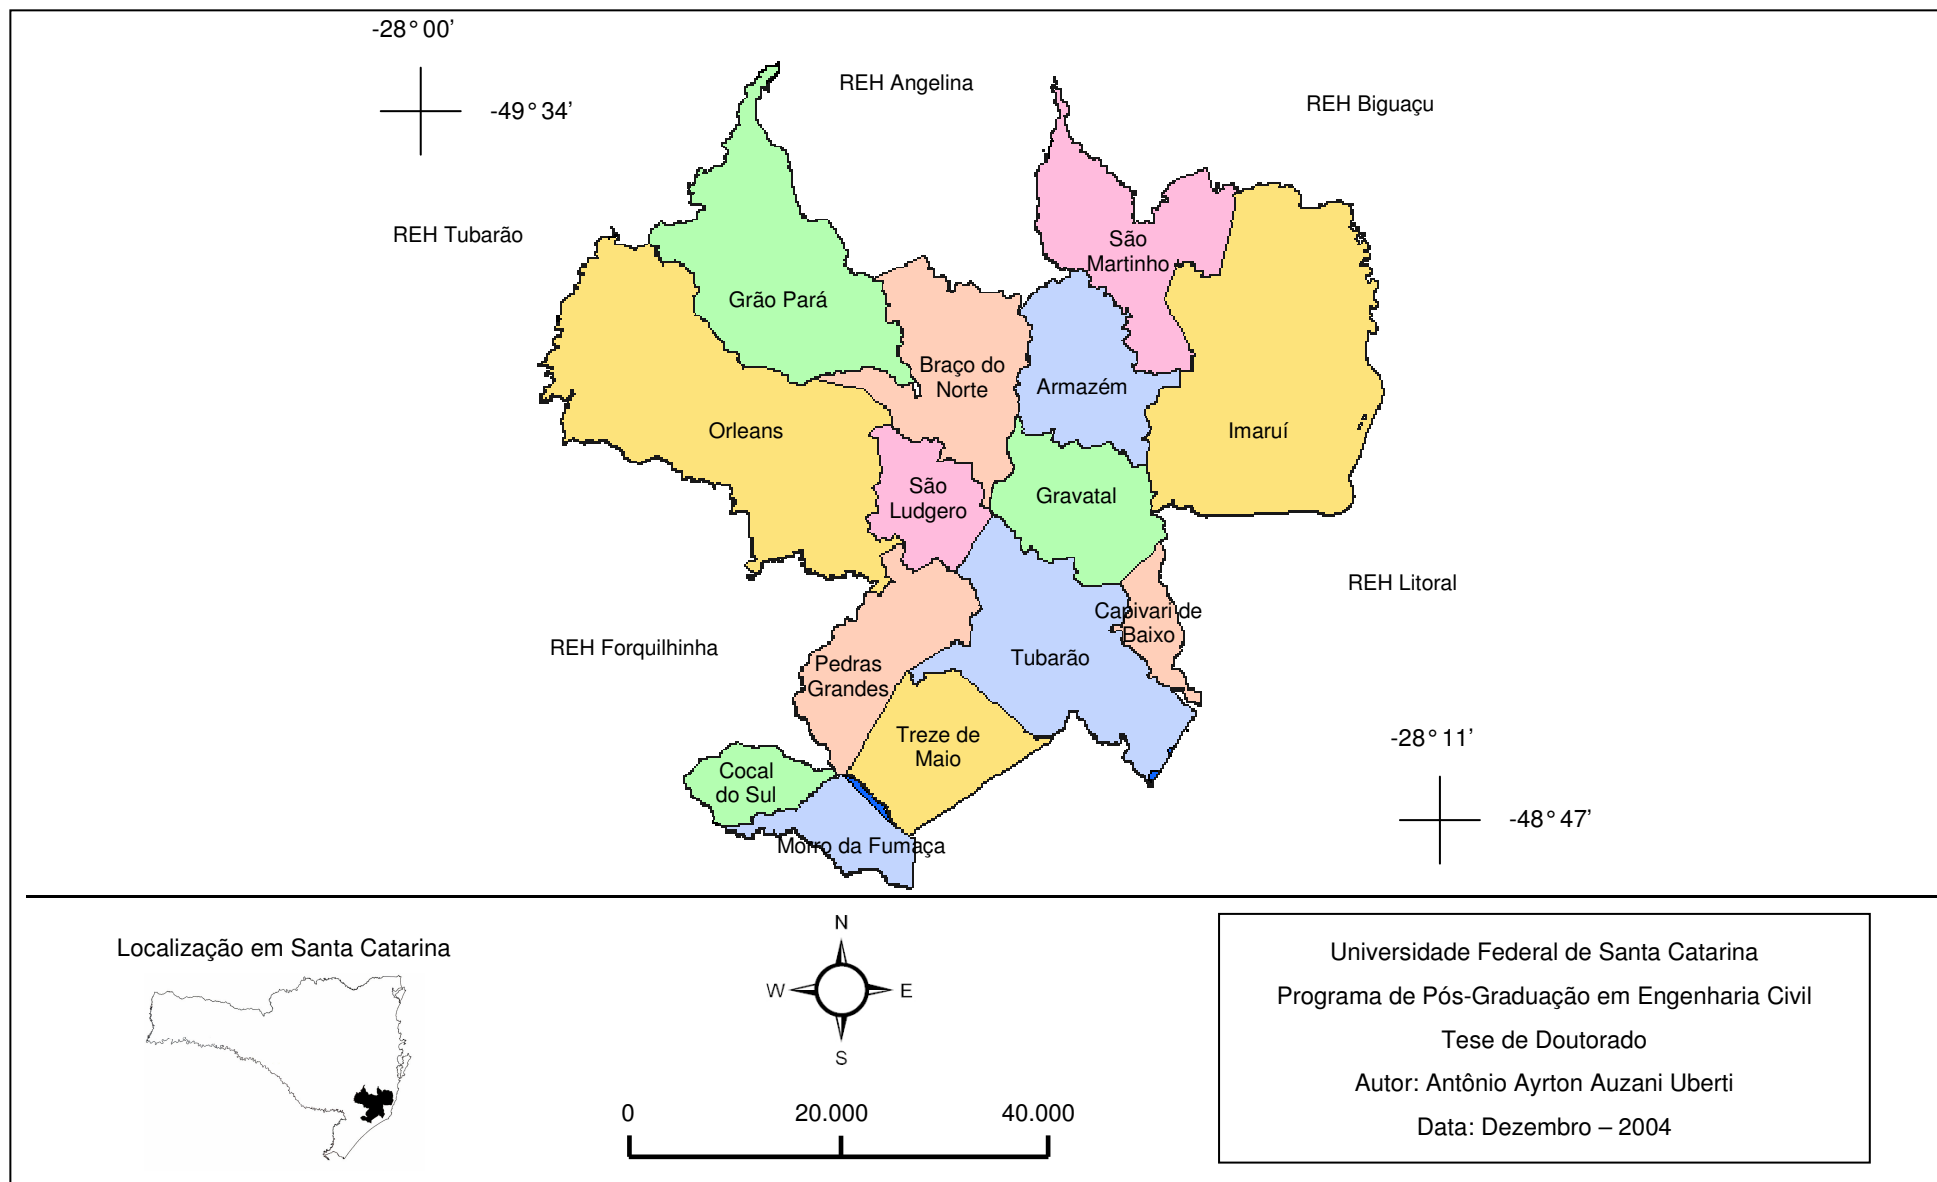 -28° 00'
-49° 34'
REH Angelina
REH Biguaçu
REH Tubarão
São
Martinho
Grão Pará
Braço do
Norte
Armazém
Orleans
Imaruí
São
Ludgero
Gravatal
REH Litoral
Capivari de
Baixo
REH Forquilhinha
Tubarão
Pedras
Grandes
Treze de
Maio
-28° 11'
Cocal
do Sul
-48° 47'
Morro da Fumaça
Localização em Santa Catarina
N
W
E
S
0
20.000
40.000
Universidade Federal de Santa Catarina
Programa de Pós-Graduação em Engenharia Civil
Tese de Doutorado
Autor: Antônio Ayrton Auzani Uberti
Data: Dezembro – 2004